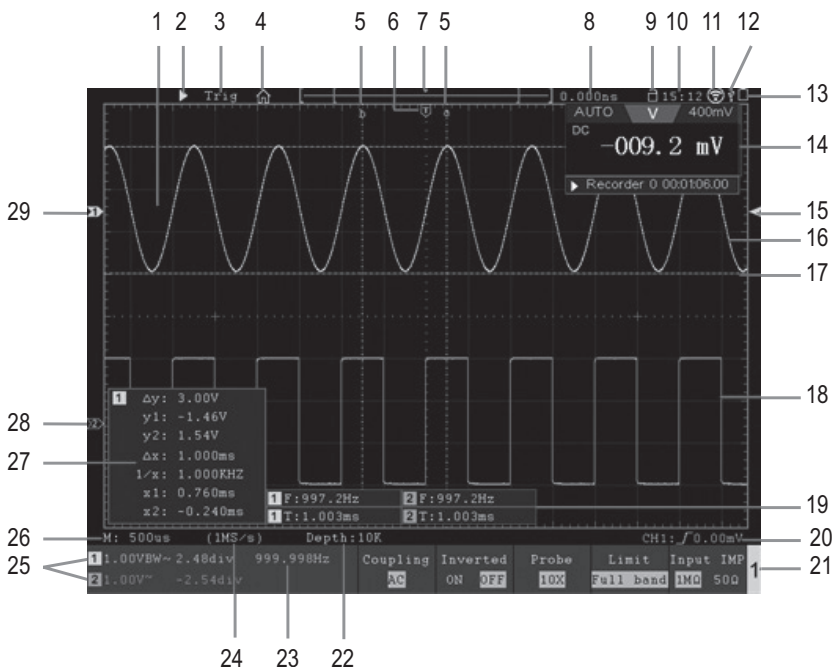 1 2 3 4 5 6 7 5 8 9 10 11 12
Trig 0.000ns 15:12
13
AUTO V 400mV
DC
-009.2 mV
14
Recorder 0 00:01:06.00
29 1 15
16
17
18
1 Δy: 3.00V
y1: -1.46V
28 2
y2: 1.54V
27
Δx: 1.000ms
1/x: 1.000KHZ
x1: 0.760ms
x2: -0.240ms
1 F:997.2Hz 2 F:997.2Hz
19
1 T:1.003ms 2 T:1.003ms
26 M: 500us (1MS/s) Depth:10K CH1: 0.00mV 20
25 1 1.00VBW~ 2.48div 999.998Hz Coupling Inverted Probe Limit Input IMP
2 1.00V~ -2.54div AC ON OFF 10X Full band 1MΩ 50Ω 1 21
24 23 22